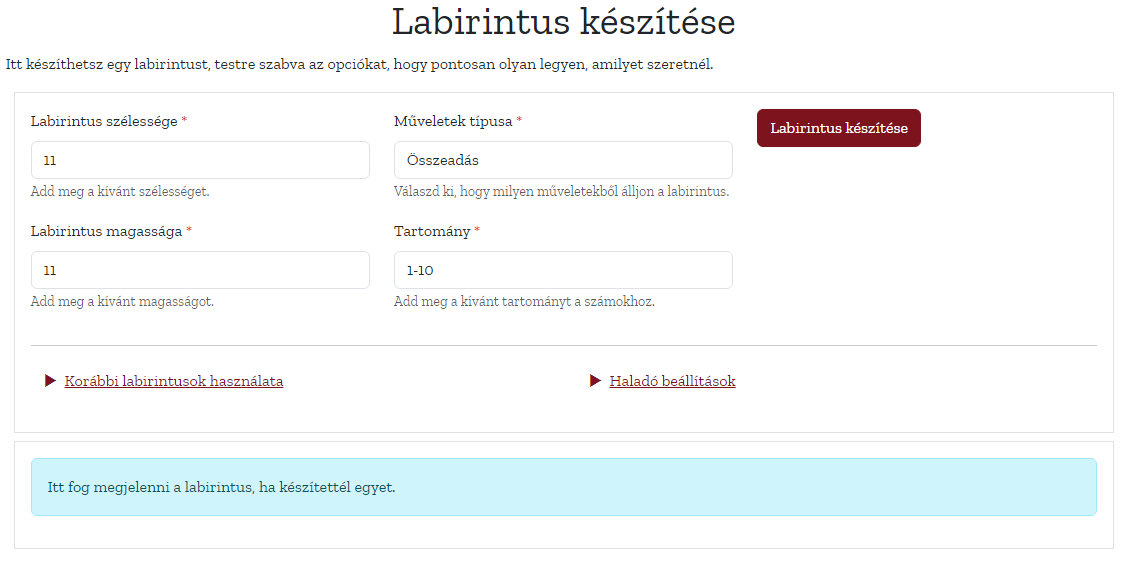 Labirintus készítése
Itt készíthetsz egy labirintust, testre szabva az opciókat, hogy pontosan olyan legyen, amilyet szeretnél.
Labirintus szélessége *
11
Add meg a kívánt szélességet.
Labirintus magassága *
11
Add meg a kívánt magasságot.
Műveletek típusa *
Összeadás
Válaszd ki, hogy milyen műveletekből álljon a labirintus.
Tartomány *
1-10
Add meg a kívánt tartományt a számokhoz.
Labirintus készítése
Korábbi labirintusok használata
Haladó beállítások
Itt fog megjelenni a labirintus, ha készítettél egyet.